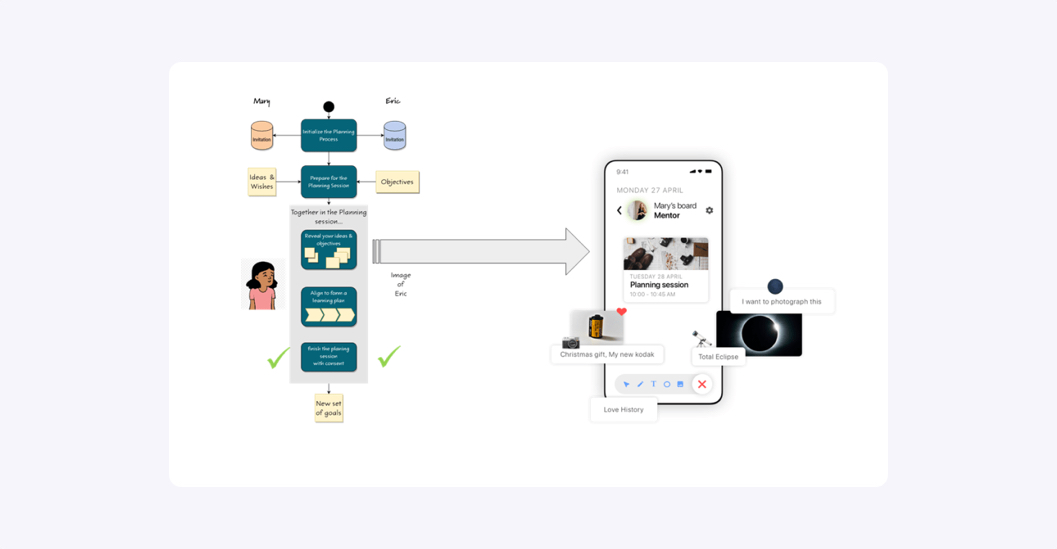 Mary
Eric
Invitation
Initialize the Planning
Process
Invitation
Ideas &
Wishes
Prepare for the
Planning Session
Objectives
Together in the Planning
session...
Reveal your ideas &
objectives
Image
of
Eric
Align to form a
learning plan
Finish the planing
session
with consent
New set
of goals
9:41
MONDAY 27 APRIL
Mary's board
Mentor
TUESDAY 28 APRIL
Planning session
10:00 - 10:45 AM
I want to photograph this
Christmas gift, My new kodak
Total Eclipse
T
Love History